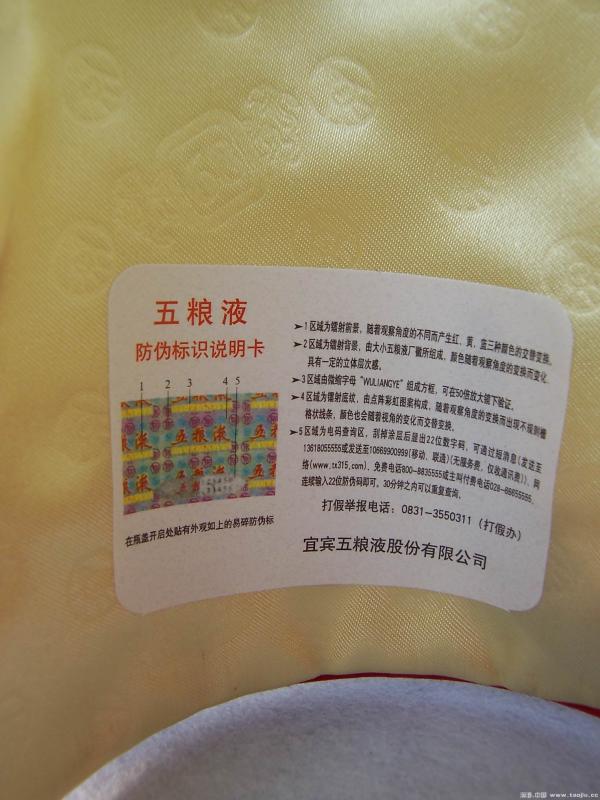 五粮液
防伪标识说明卡
1 2 3 4 5
在瓶盖开启处贴有外观如上的易碎防伪标
➤1区域为镭射前景，随着观察角度的不同而产生红、黄、蓝三种颜色的交替变换。
➤2区域为镭射背景，由大小五粮液厂徽所组成，颜色随着观察角度的变换而变化，
具有一定的立体层次感。
➤3区域由微缩字母“WULIANGYE”组成方框，可在50倍放大镜下验证。
➤4区域为镭射底纹，由点阵彩虹图案构成，随着观察角度的变换而出现不规则栅
格状线条，颜色也会随着视角的变化而交替变换。
➤5区域为电码查询区，刮掉涂层后显出22位数字码，可通过短消息(发送至
13618055555或发送至10669900999(移动、联通)(无服务费，仅收通讯费))、网
络(www.tx315.com)、免费电话800-8835555或主叫付费电话028-86655555、
连续输入22位防伪码即可。30分钟之内可以重复查询。
打假举报电话：0831-3550311（打假办）
宜宾五粮液股份有限公司
www.taojiu.cc